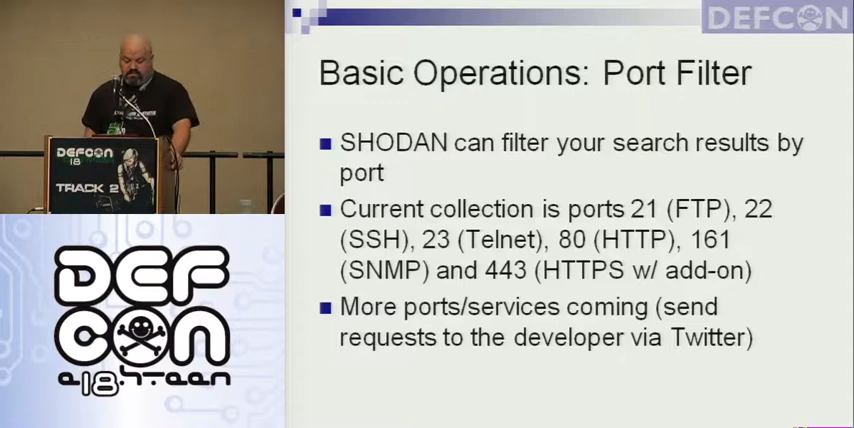 DEFCON
Basic Operations: Port Filter
SHODAN can filter your search results by
port
Current collection is ports 21 (FTP), 22
(SSH), 23 (Telnet), 80 (HTTP), 161
(SNMP) and 443 (HTTPS w/ add-on)
More ports/services coming (send
requests to the developer via Twitter)
DEFCON
18
TRACK 2
DEF
CON
e18hteen